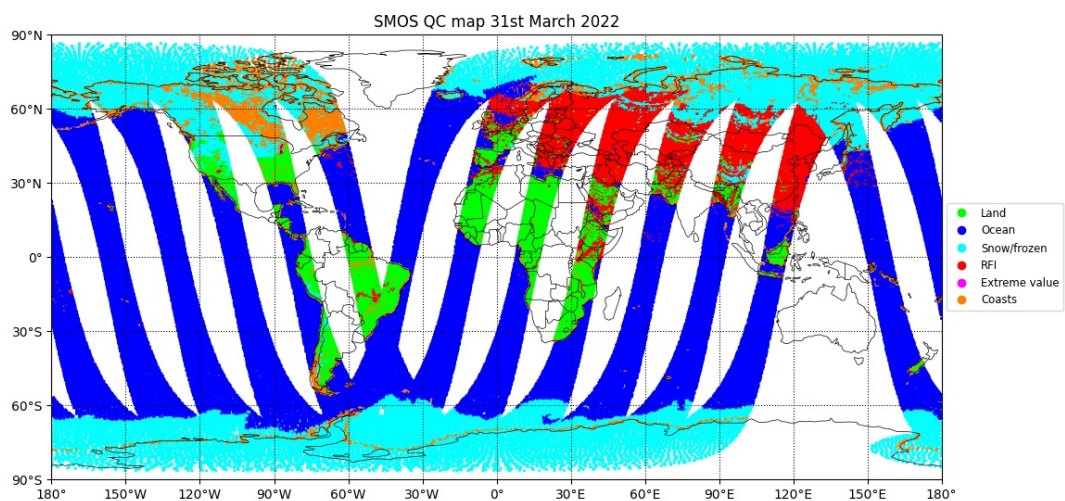 SMOS QC map 31st March 2022
90°N
60°N
30°N
0°
30°S
60°S
90°S
180° 150°W 120°W 90°W 60°W 30°W 0° 30°E 60°E 90°E 120°E 150°E 180°
Land
Ocean
Snow/frozen
RFI
Extreme value
Coasts